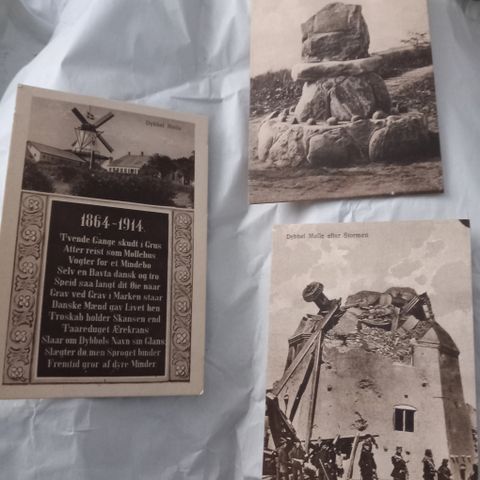 Dybbøl Mølle
1864-1914.
Tvende Gange skudt i Grus
Atter rejst som Møllehus
Vogter for et Mindebo
Selv en Bavta dansk og tro
Speid saa langt dit Øie naar
Grav ved Grav i Marken staar
Danske Mænd gav Livet hen
Troskab holder Skansen end
Taareduget Ærekrans
Slaar om Dybbøls Navn sin Glans
Slægter du, men Sproget binder
Fremtid gror af dyre Minder
Dybbøl Mølle efter Stormen